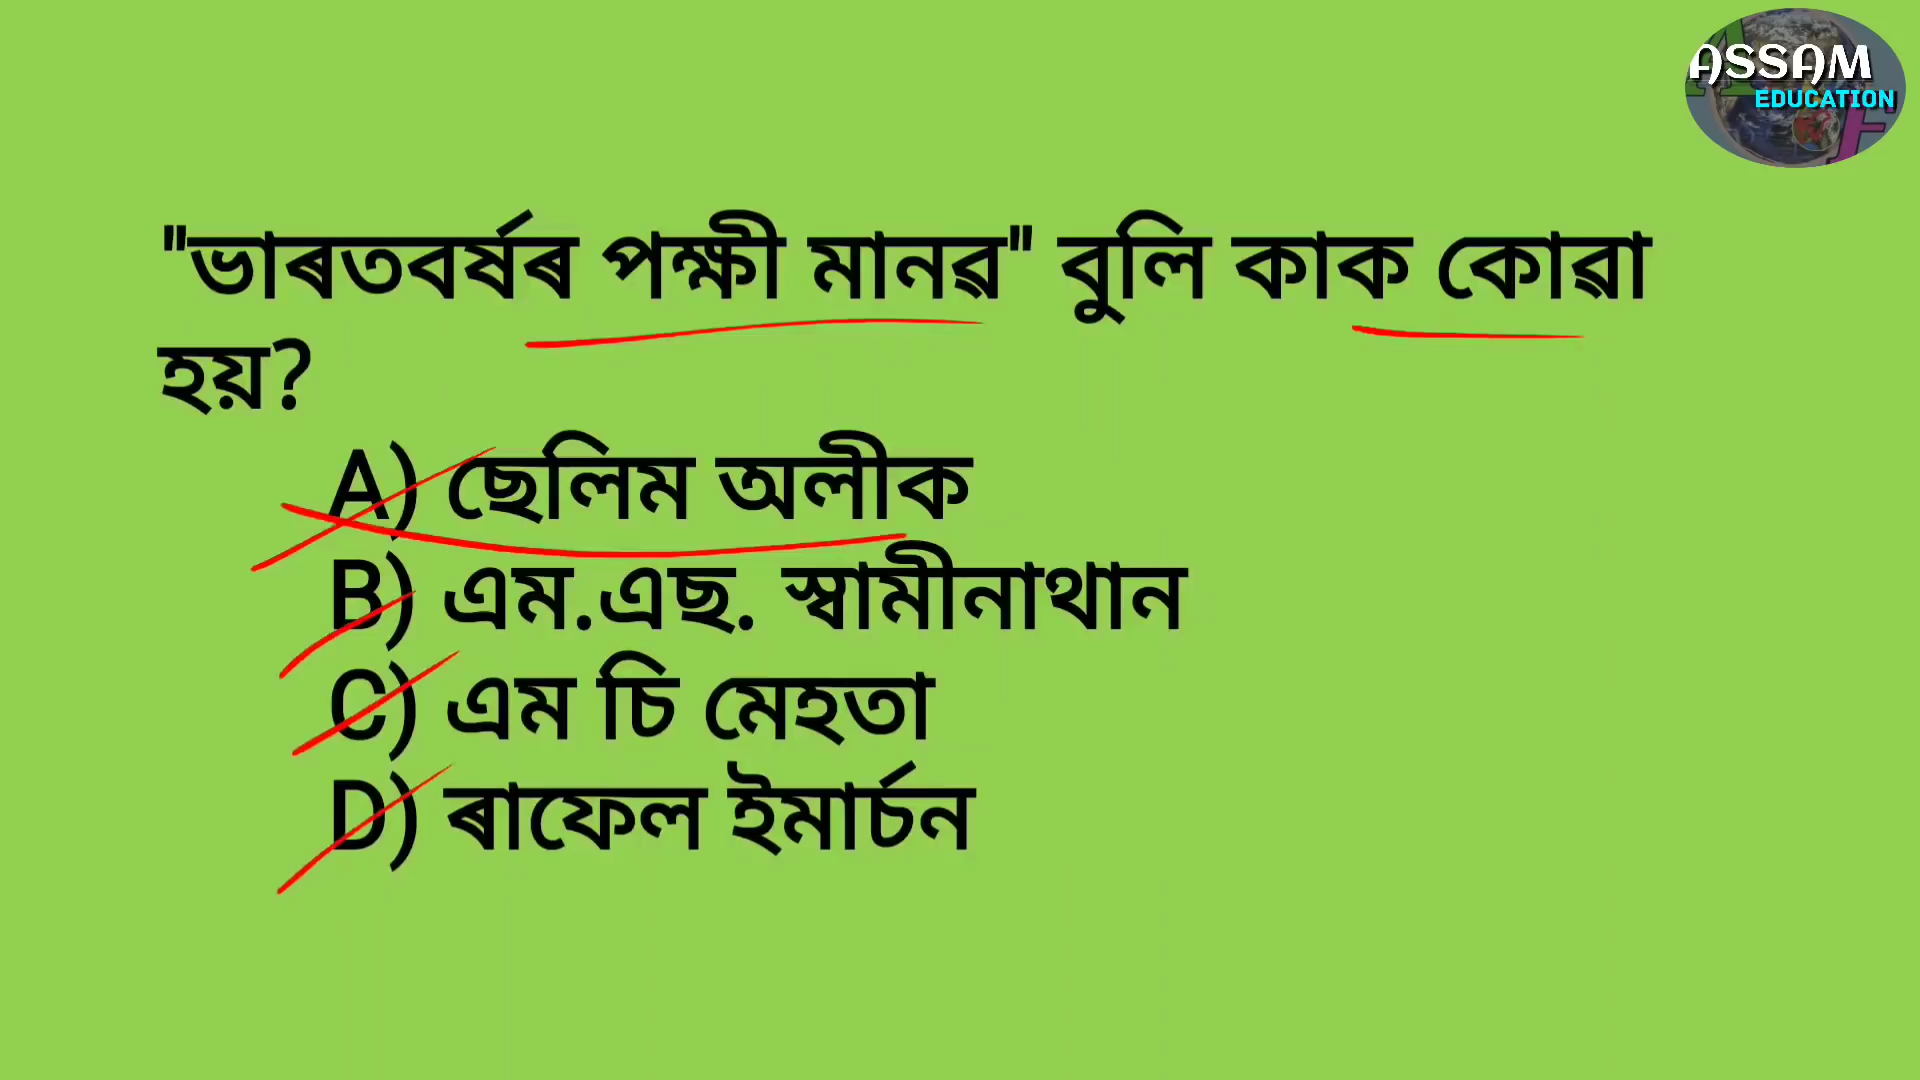 ASSAM
EDUCATION
"ভাৰতবৰ্ষৰ পক্ষী মানৱ" বুলি কাক কোৱা
হয়?
A) ছেলিম অলীক
B) এম.এছ. স্বামীনাথান
C) এম চি মেহতা
D) ৰাফেল ইমাৰ্চন